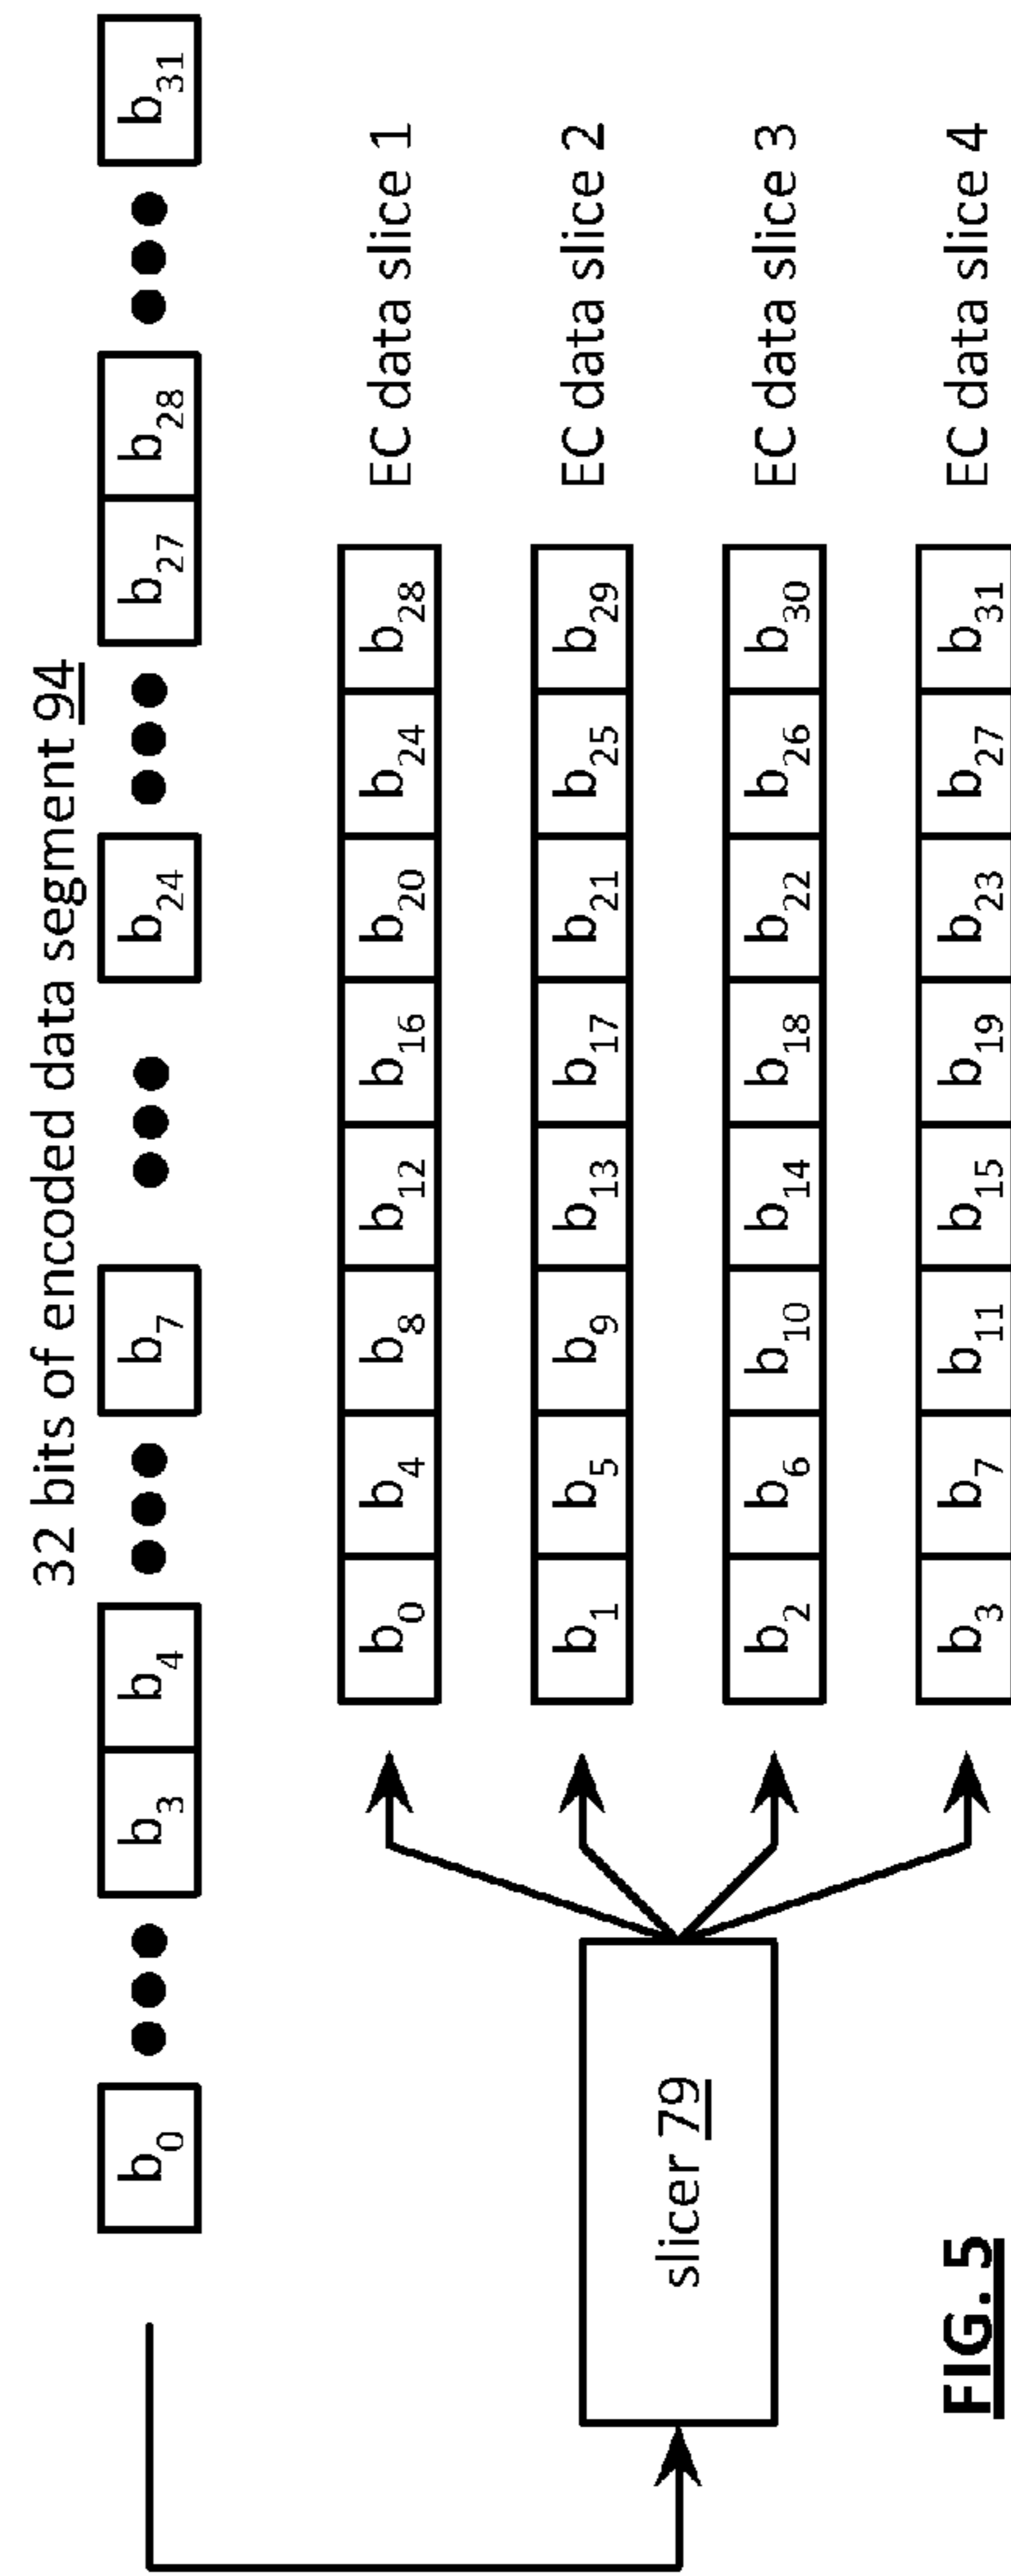 32 bits of encoded data segment 94
b0 ●●● b3 b4 ●●● b7 ●●● b24 ●●● b27 b28 ●●● b31
b0 b4 b8 b12 b16 b20 b24 b28 EC data slice 1
b1 b5 b9 b13 b17 b21 b25 b29 EC data slice 2
slicer 79
b2 b6 b10 b14 b18 b22 b26 b30 EC data slice 3
b3 b7 b11 b15 b19 b23 b27 b31 EC data slice 4
FIG. 5